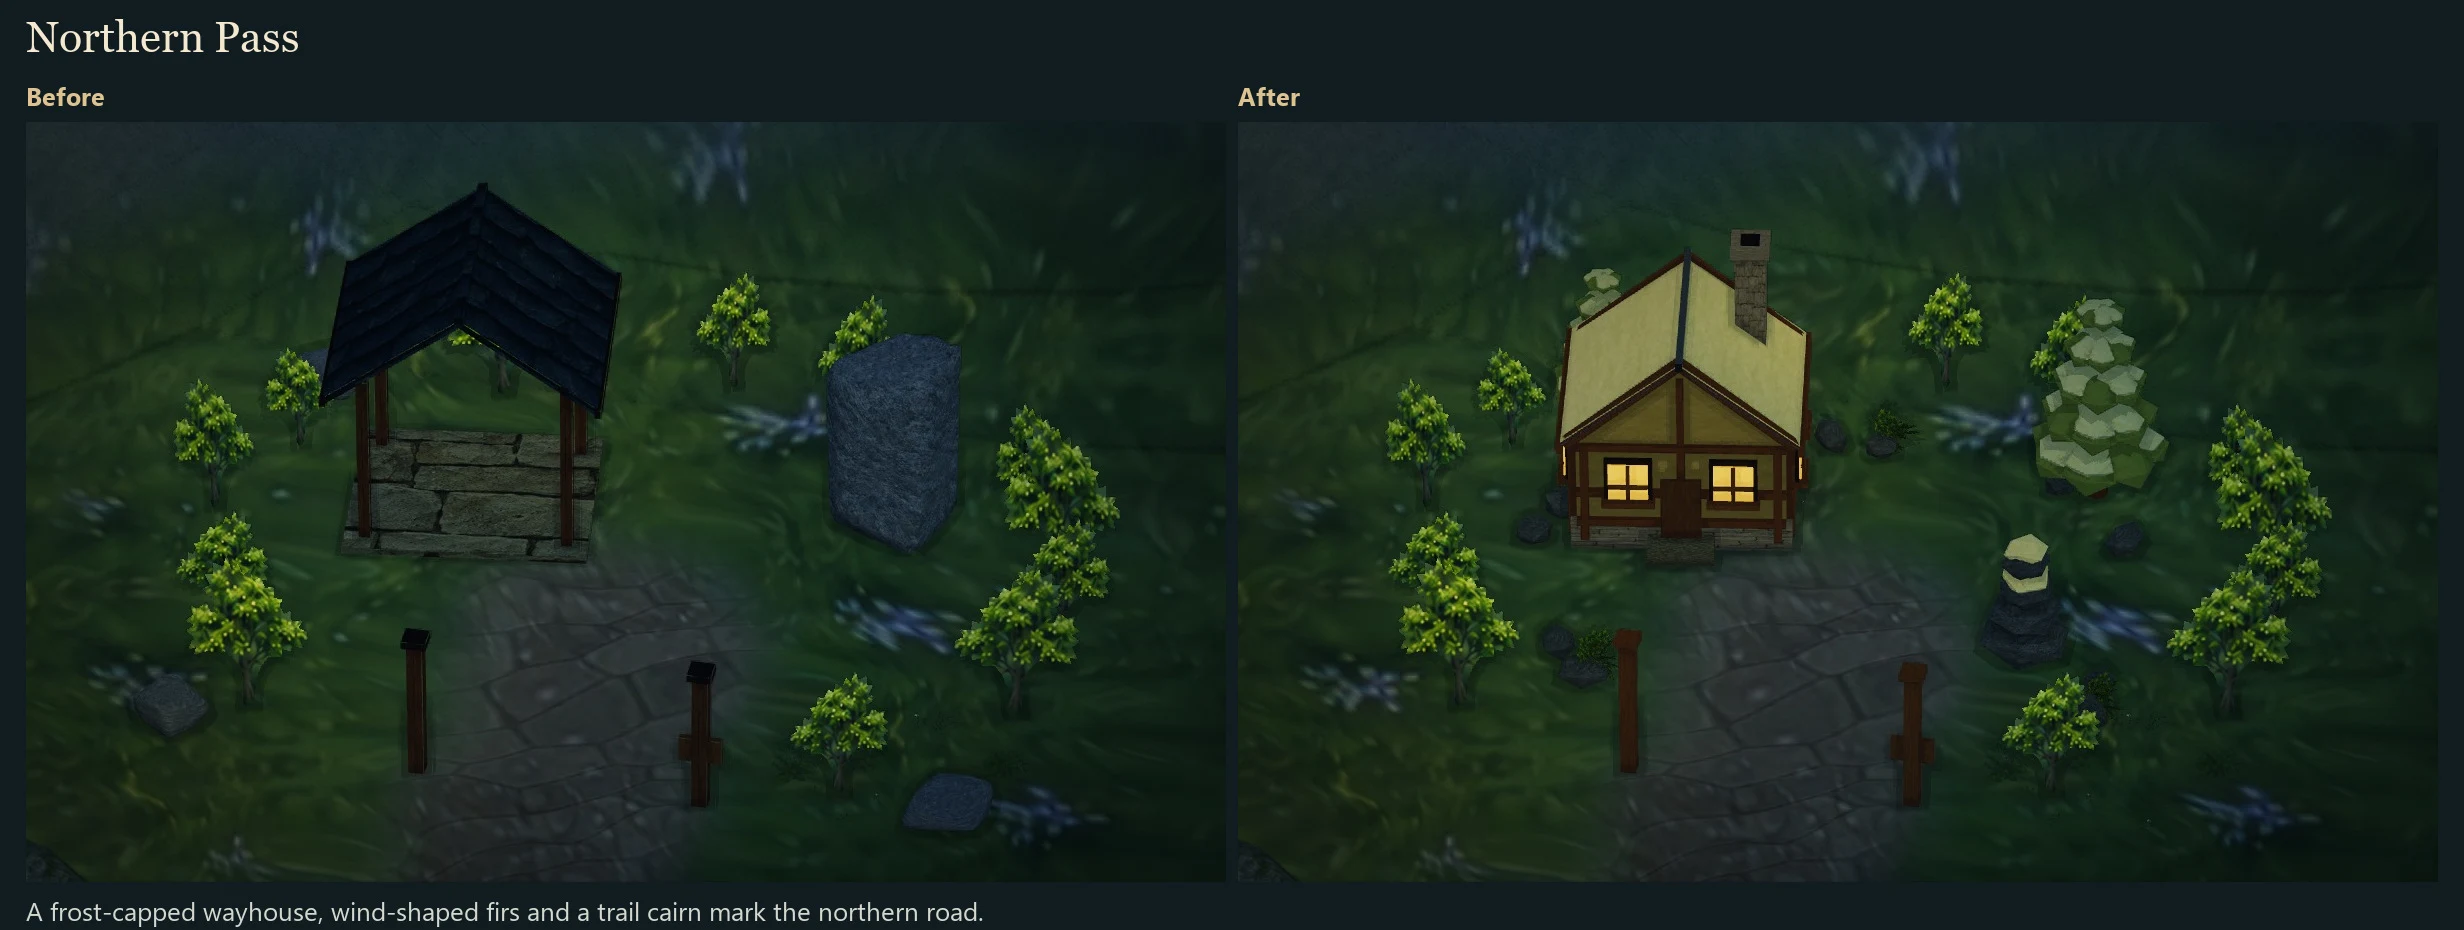 Northern Pass
Before
After
A frost-capped wayhouse, wind-shaped firs and a trail cairn mark the northern road.